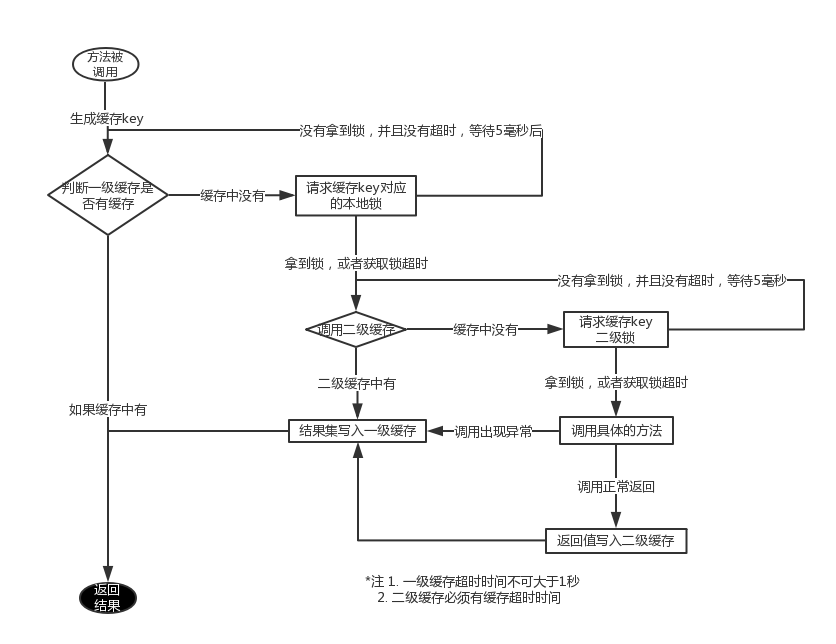 方法被
调用
生成缓存key
没有拿到锁，并且没有超时，等待5毫秒后
判断一级缓存是
否有缓存
缓存中没有
请求缓存key对应
的本地锁
拿到锁，或者获取锁超时
没有拿到锁，并且没有超时，等待5毫秒
调用二级缓存
缓存中没有
请求缓存key
二级锁
二级缓存中有
拿到锁，或者获取锁超时
如果缓存中有
结果集写入一级缓存
调用出现异常
调用具体的方法
调用正常返回
返回值写入二级缓存
*注 1. 一级缓存超时时间不可大于1秒
2. 二级缓存必须有缓存超时时间
返回
结果